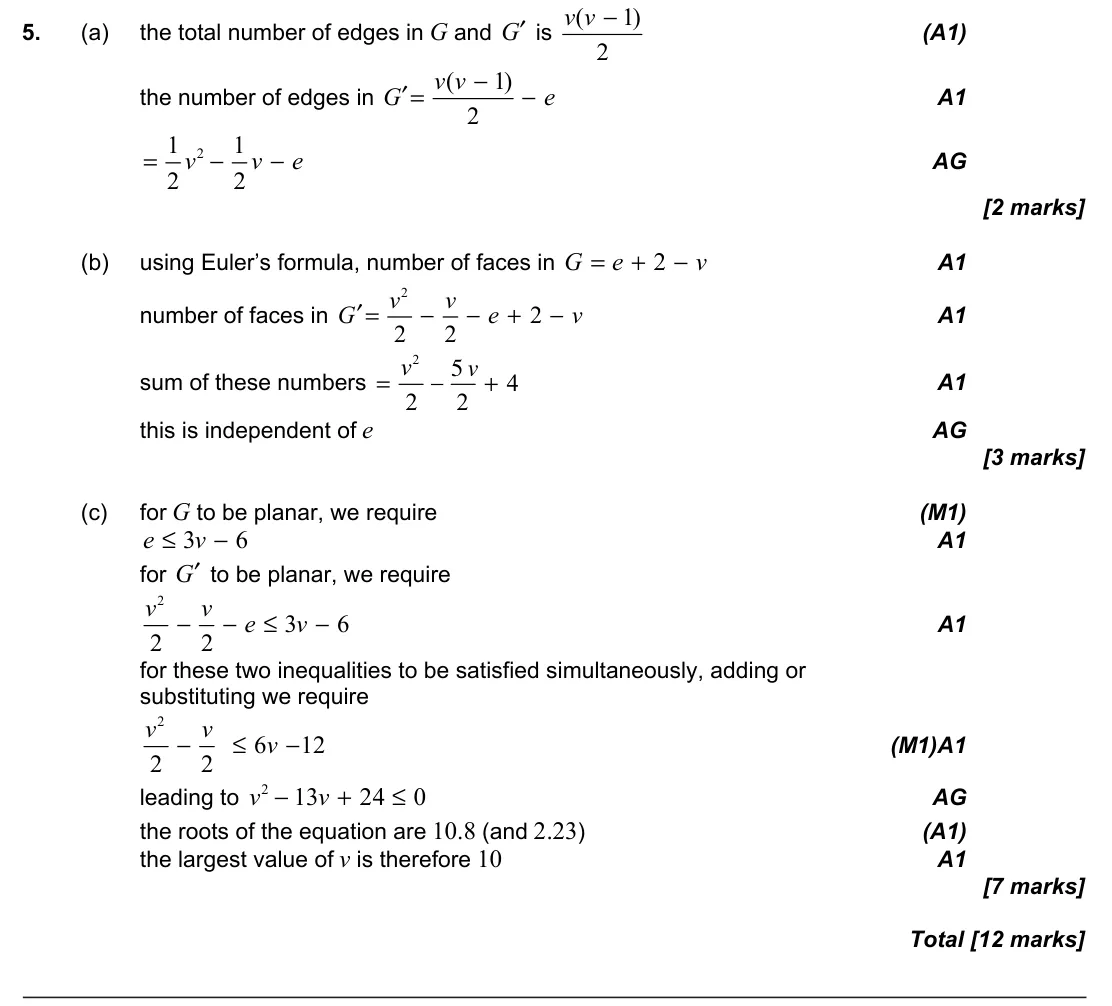 5. (a) the total number of edges in G and G′ is v(v − 1)/2 (A1)
the number of edges in G′ = v(v − 1)/2 − e A1
= 1/2 v² − 1/2 v − e AG
[2 marks]
(b) using Euler's formula, number of faces in G = e + 2 − v A1
number of faces in G′ = v²/2 − v/2 − e + 2 − v A1
sum of these numbers = v²/2 − 5v/2 + 4 A1
this is independent of e AG
[3 marks]
(c) for G to be planar, we require (M1)
e ≤ 3v − 6 A1
for G′ to be planar, we require
v²/2 − v/2 − e ≤ 3v − 6 A1
for these two inequalities to be satisfied simultaneously, adding or
substituting we require
v²/2 − v/2 ≤ 6v −12 (M1)A1
leading to v² − 13v + 24 ≤ 0 AG
the roots of the equation are 10.8 (and 2.23) (A1)
the largest value of v is therefore 10 A1
[7 marks]
Total [12 marks]